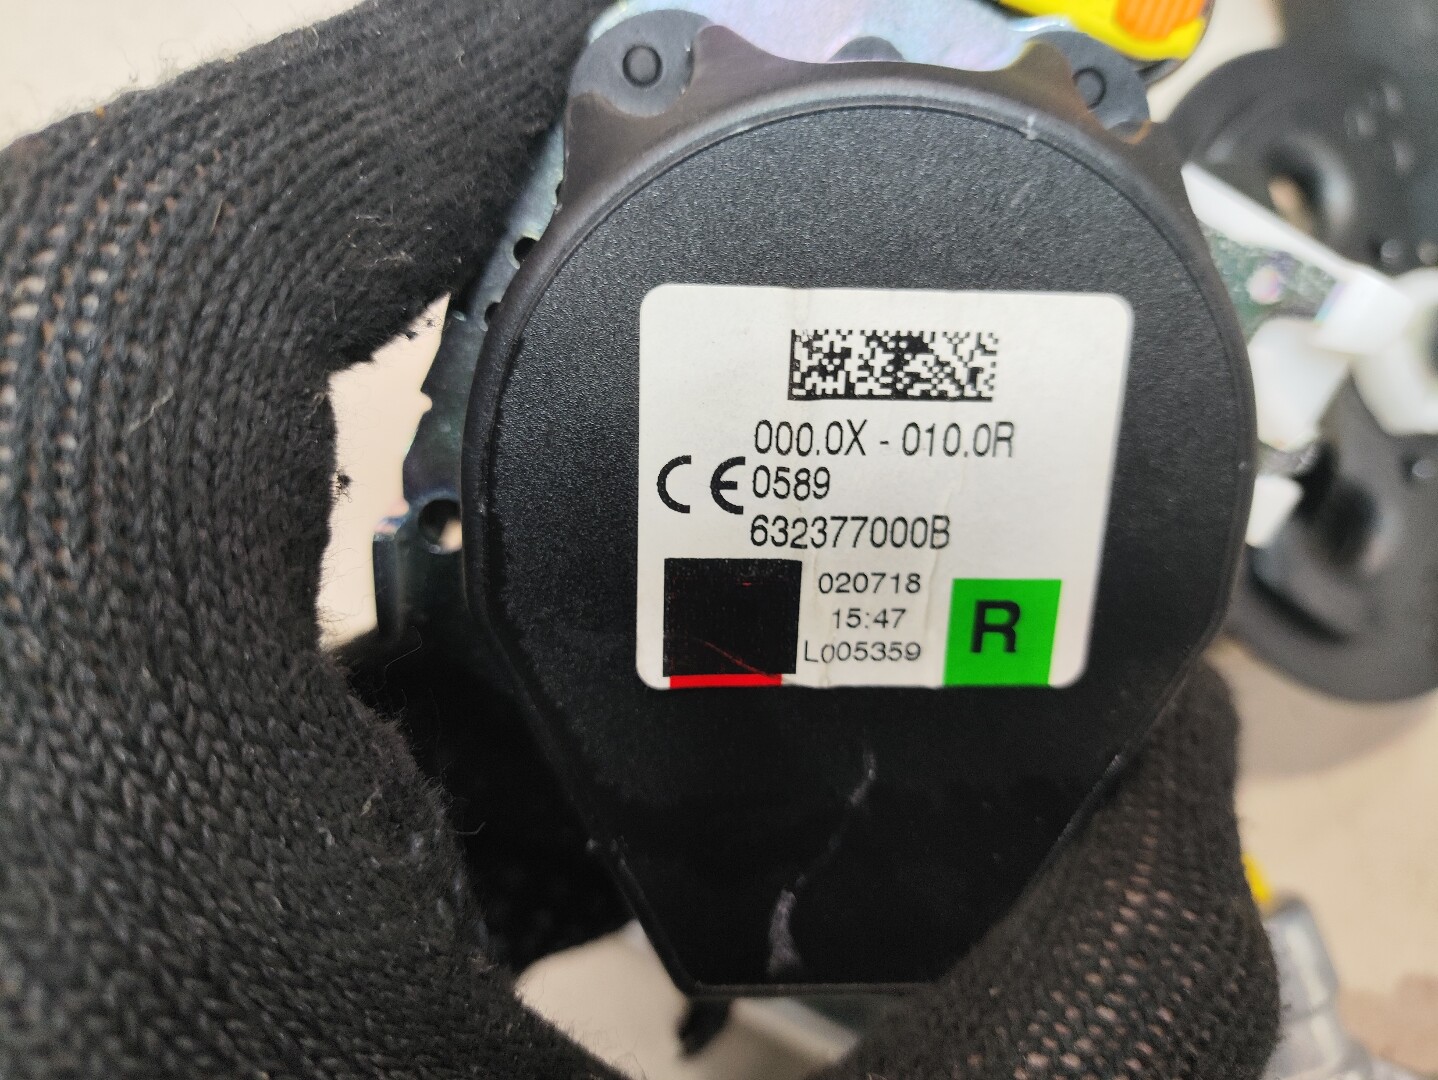 000.0X - 010.0R
CE 0589
632377000B
020718
15:47
L005359
R